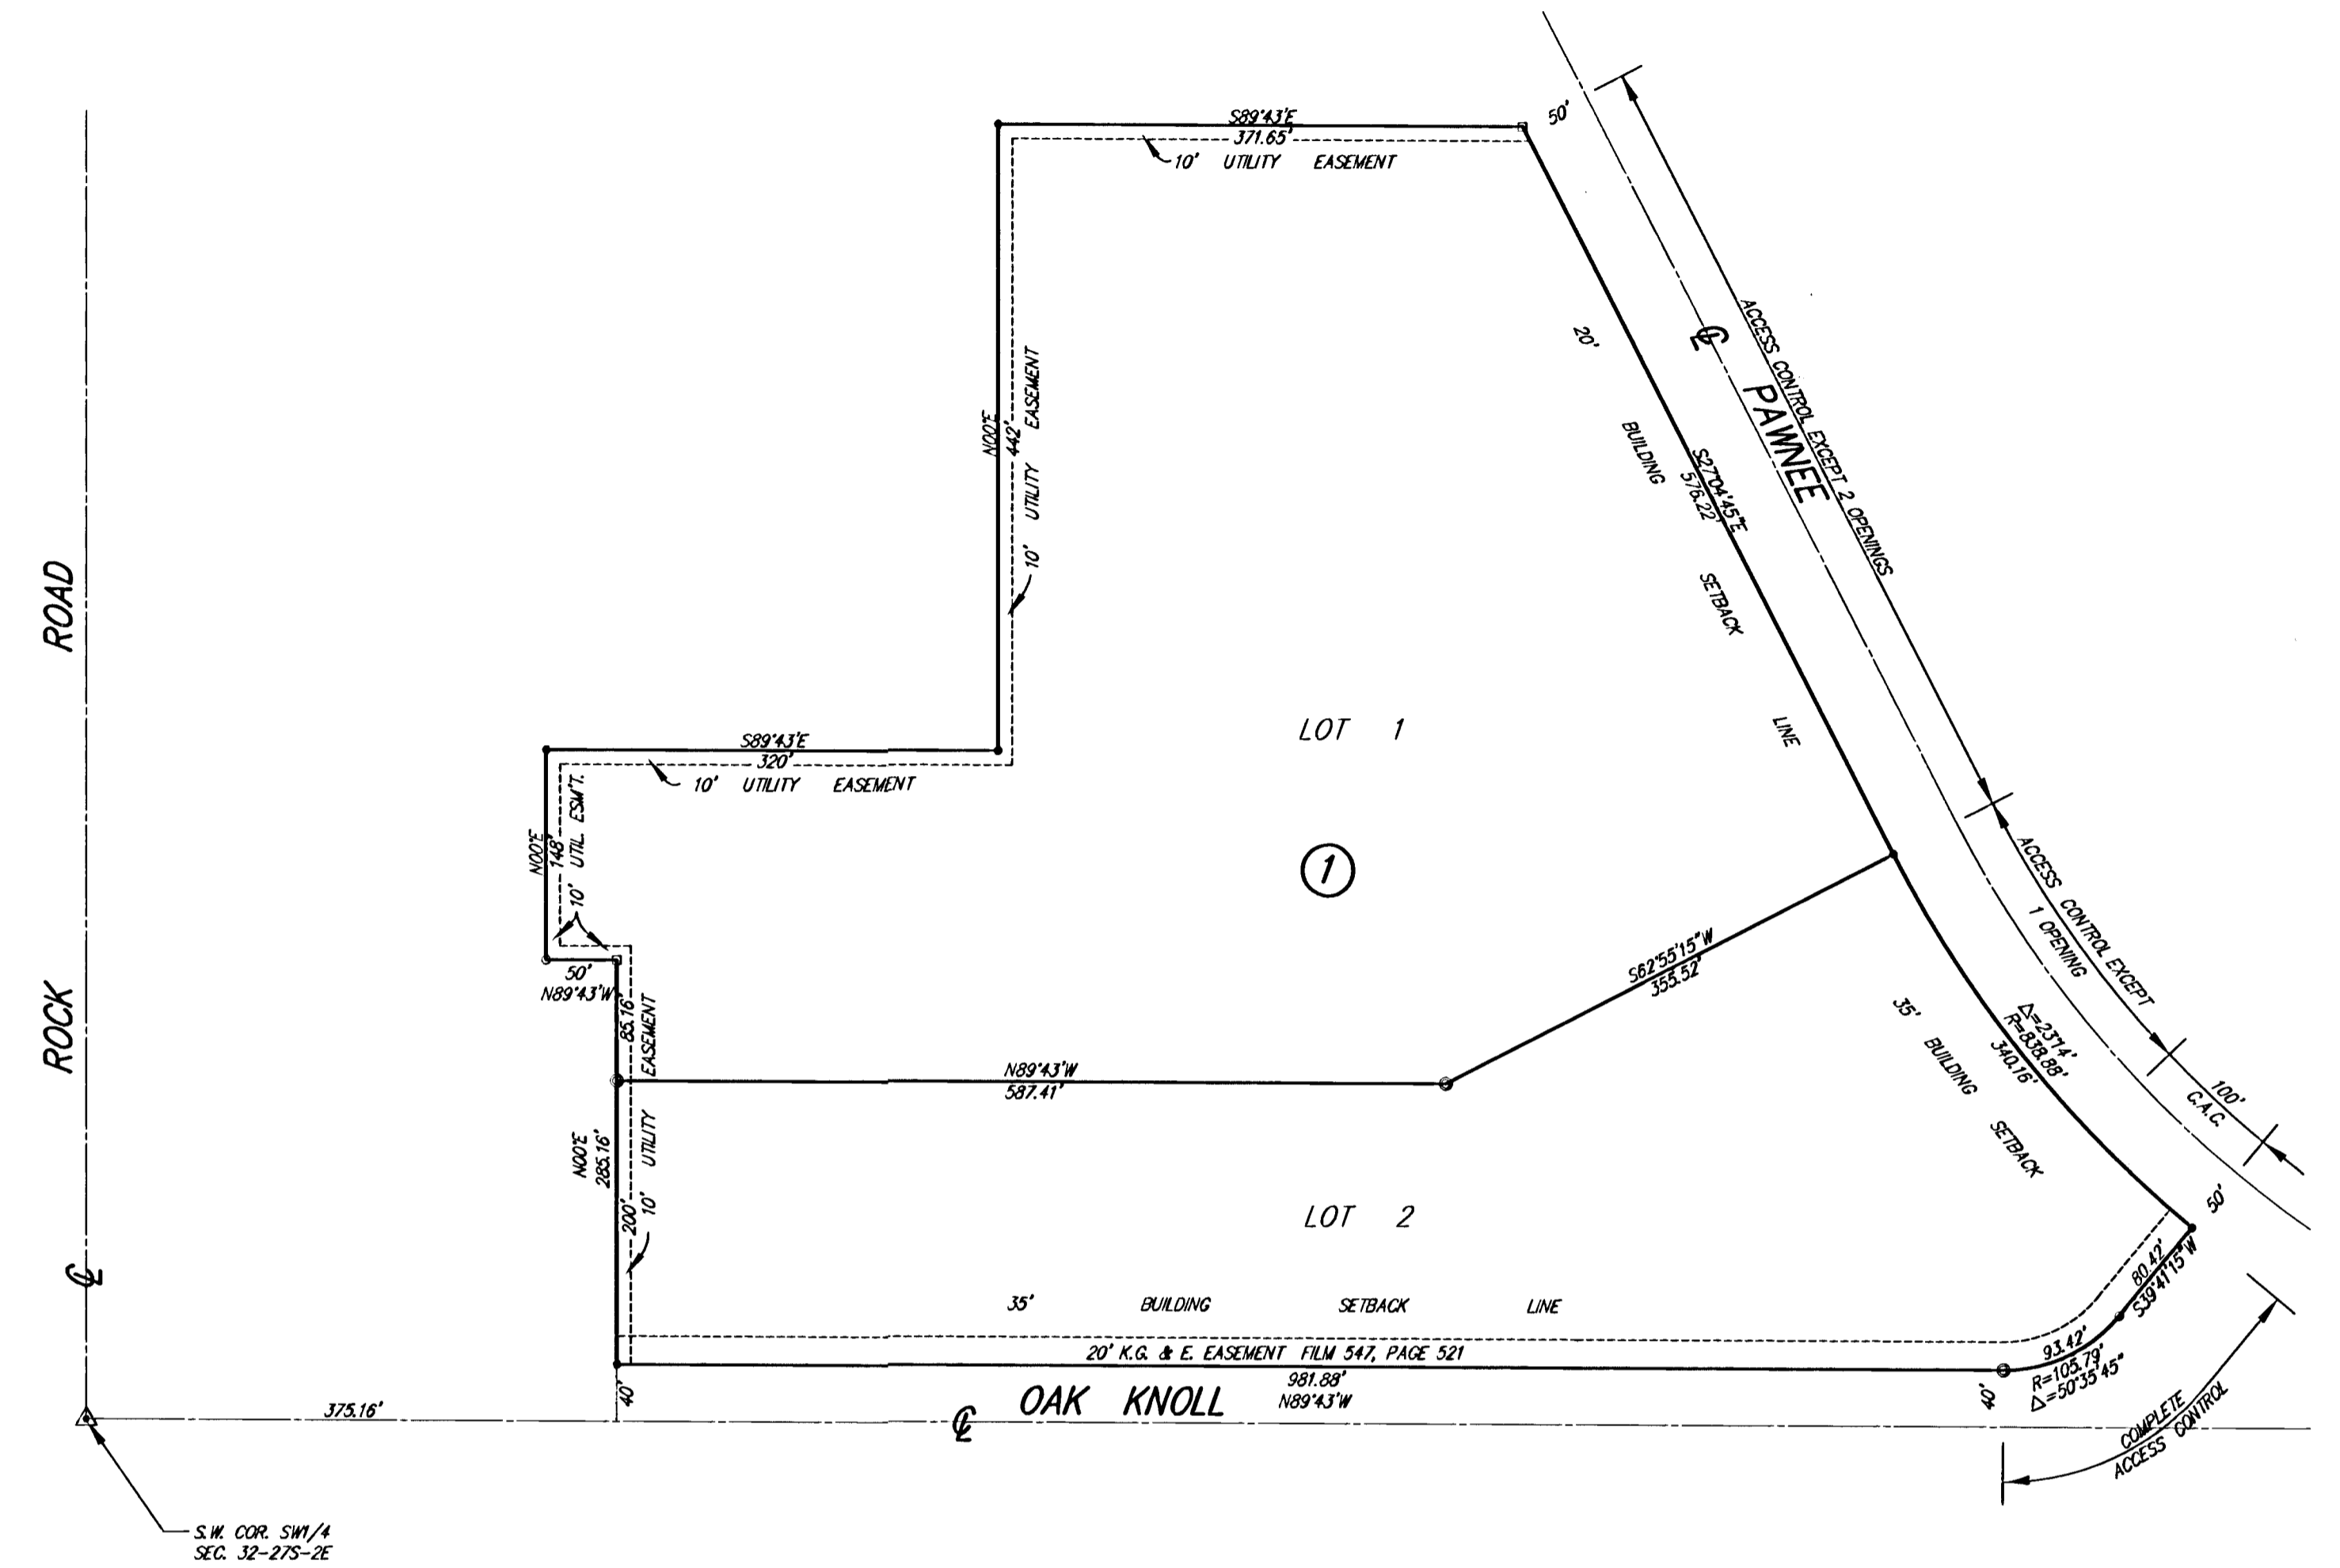 S89°43'E
371.65'
10' UTILITY EASEMENT
50'
N00°E
442'
10' UTILITY EASEMENT
20' BUILDING SETBACK LINE
S27°04'45"E
576.22'
℄
PAWNEE
ACCESS CONTROL EXCEPT 2 OPENINGS
ROCK ROAD
℄
S89°43'E
320'
10' UTILITY EASEMENT
N00°E
148'
10' UTIL. ESM'T.
50'
N89°43'W
85.16'
LOT 1
1
S62°55'15"W
355.52'
ACCESS CONTROL EXCEPT
1 OPENING
Δ=23°14'
R=838.88'
340.16'
35' BUILDING SETBACK
100'
C.A.C.
N89°43'W
587.41'
N00°E
285.16'
200'
10' UTILITY EASEMENT
LOT 2
50'
80.42'
S39°41'15"W
35' BUILDING SETBACK LINE
20' K.G. & E. EASEMENT FILM 547, PAGE 521
981.88'
N89°43'W
93.42'
R=105.79'
Δ=50°35'45"
40'
40'
OAK KNOLL
℄
375.16'
COMPLETE
ACCESS CONTROL
S.W. COR. SW1/4
SEC. 32-27S-2E